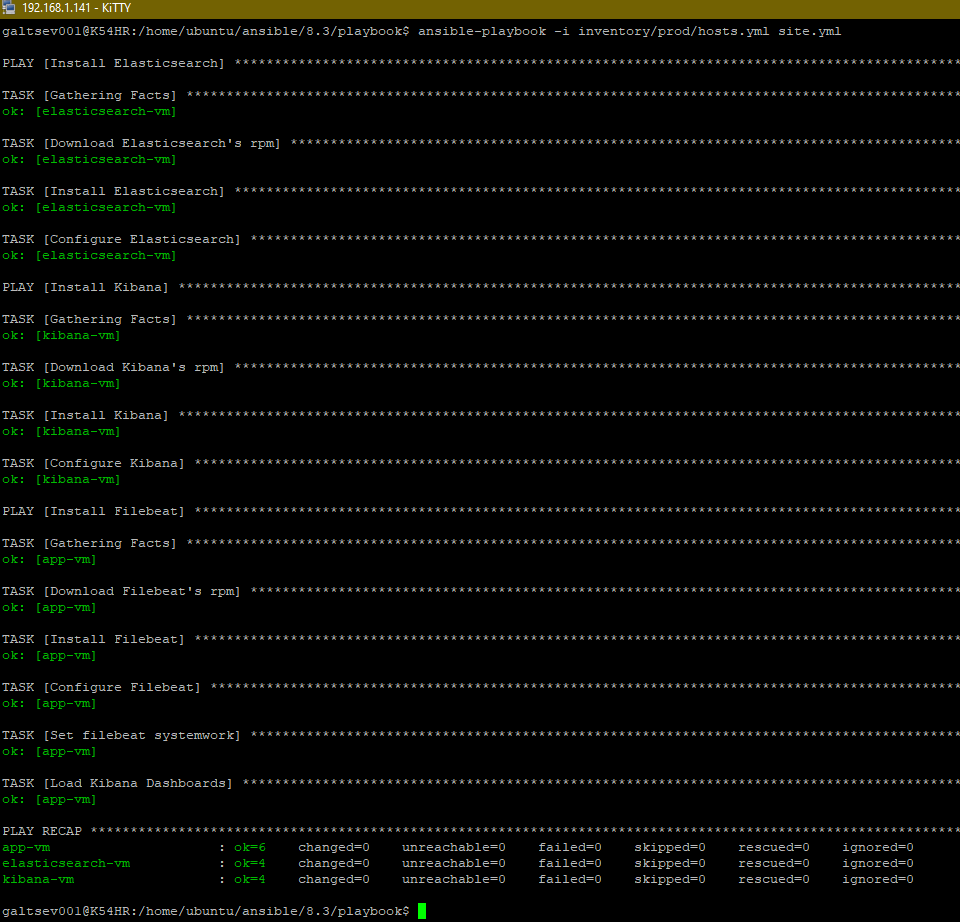 192.168.1.141 - KiTTY
galtsev001@K54HR:/home/ubuntu/ansible/8.3/playbook$ ansible-playbook -i inventory/prod/hosts.yml site.yml
PLAY [Install Elasticsearch] *******************************************************************************************
TASK [Gathering Facts] *************************************************************************************************
ok: [elasticsearch-vm]
TASK [Download Elasticsearch's rpm] ************************************************************************************
ok: [elasticsearch-vm]
TASK [Install Elasticsearch] *******************************************************************************************
ok: [elasticsearch-vm]
TASK [Configure Elasticsearch] *****************************************************************************************
ok: [elasticsearch-vm]
PLAY [Install Kibana] **************************************************************************************************
TASK [Gathering Facts] *************************************************************************************************
ok: [kibana-vm]
TASK [Download Kibana's rpm] *******************************************************************************************
ok: [kibana-vm]
TASK [Install Kibana] **************************************************************************************************
ok: [kibana-vm]
TASK [Configure Kibana] ************************************************************************************************
ok: [kibana-vm]
PLAY [Install Filebeat] ************************************************************************************************
TASK [Gathering Facts] *************************************************************************************************
ok: [app-vm]
TASK [Download Filebeat's rpm] *****************************************************************************************
ok: [app-vm]
TASK [Install Filebeat] ************************************************************************************************
ok: [app-vm]
TASK [Configure Filebeat] **********************************************************************************************
ok: [app-vm]
TASK [Set filebeat systemwork] *****************************************************************************************
ok: [app-vm]
TASK [Load Kibana Dashboards] ******************************************************************************************
ok: [app-vm]
PLAY RECAP *************************************************************************************************************
app-vm                     : ok=6    changed=0    unreachable=0    failed=0    skipped=0    rescued=0    ignored=0
elasticsearch-vm           : ok=4    changed=0    unreachable=0    failed=0    skipped=0    rescued=0    ignored=0
kibana-vm                  : ok=4    changed=0    unreachable=0    failed=0    skipped=0    rescued=0    ignored=0
galtsev001@K54HR:/home/ubuntu/ansible/8.3/playbook$